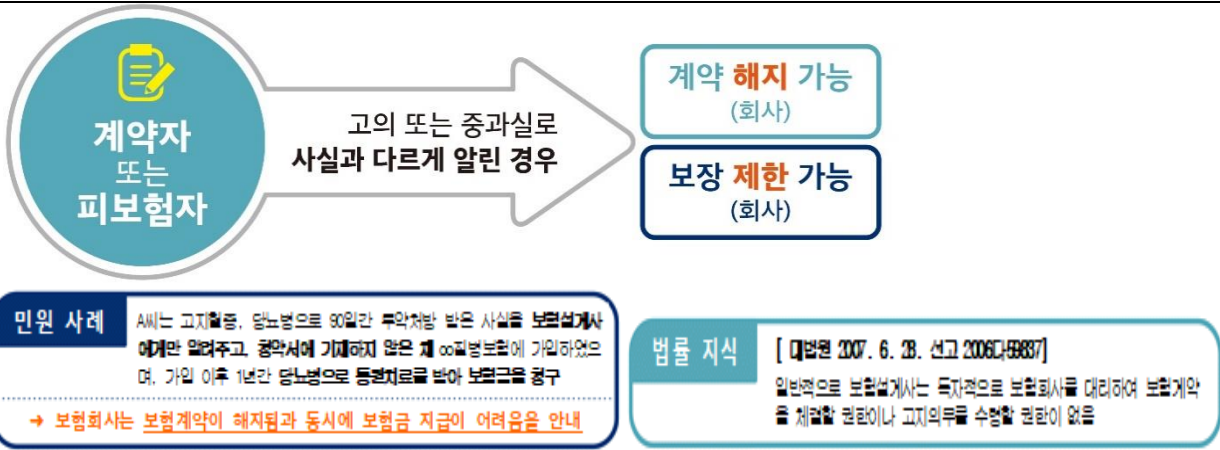 계약자
또는
피보험자
고의 또는 중과실로
사실과 다르게 알린 경우
계약 해지 가능
(회사)
보장 제한 가능
(회사)
민원 사례
A씨는 고지혈증, 당뇨병으로 90일간 투약처방 받은 사실을 보험설계사
에게만 알려주고, 청약서에 기재하지 않은 채 ∞질병보험에 가입하였으
며, 가입 이후 1년간 당뇨병으로 통원치료를 받아 보험금을 청구
→ 보험회사는 보험계약이 해지됨과 동시에 보험금 지급이 어려움을 안내
법률 지식
[ 대법원 2007. 6. 28. 선고 2006다59837]
일반적으로 보험설계사는 독자적으로 보험회사를 대리하여 보험계약
을 체결할 권한이나 고지의무를 수령할 권한이 없음